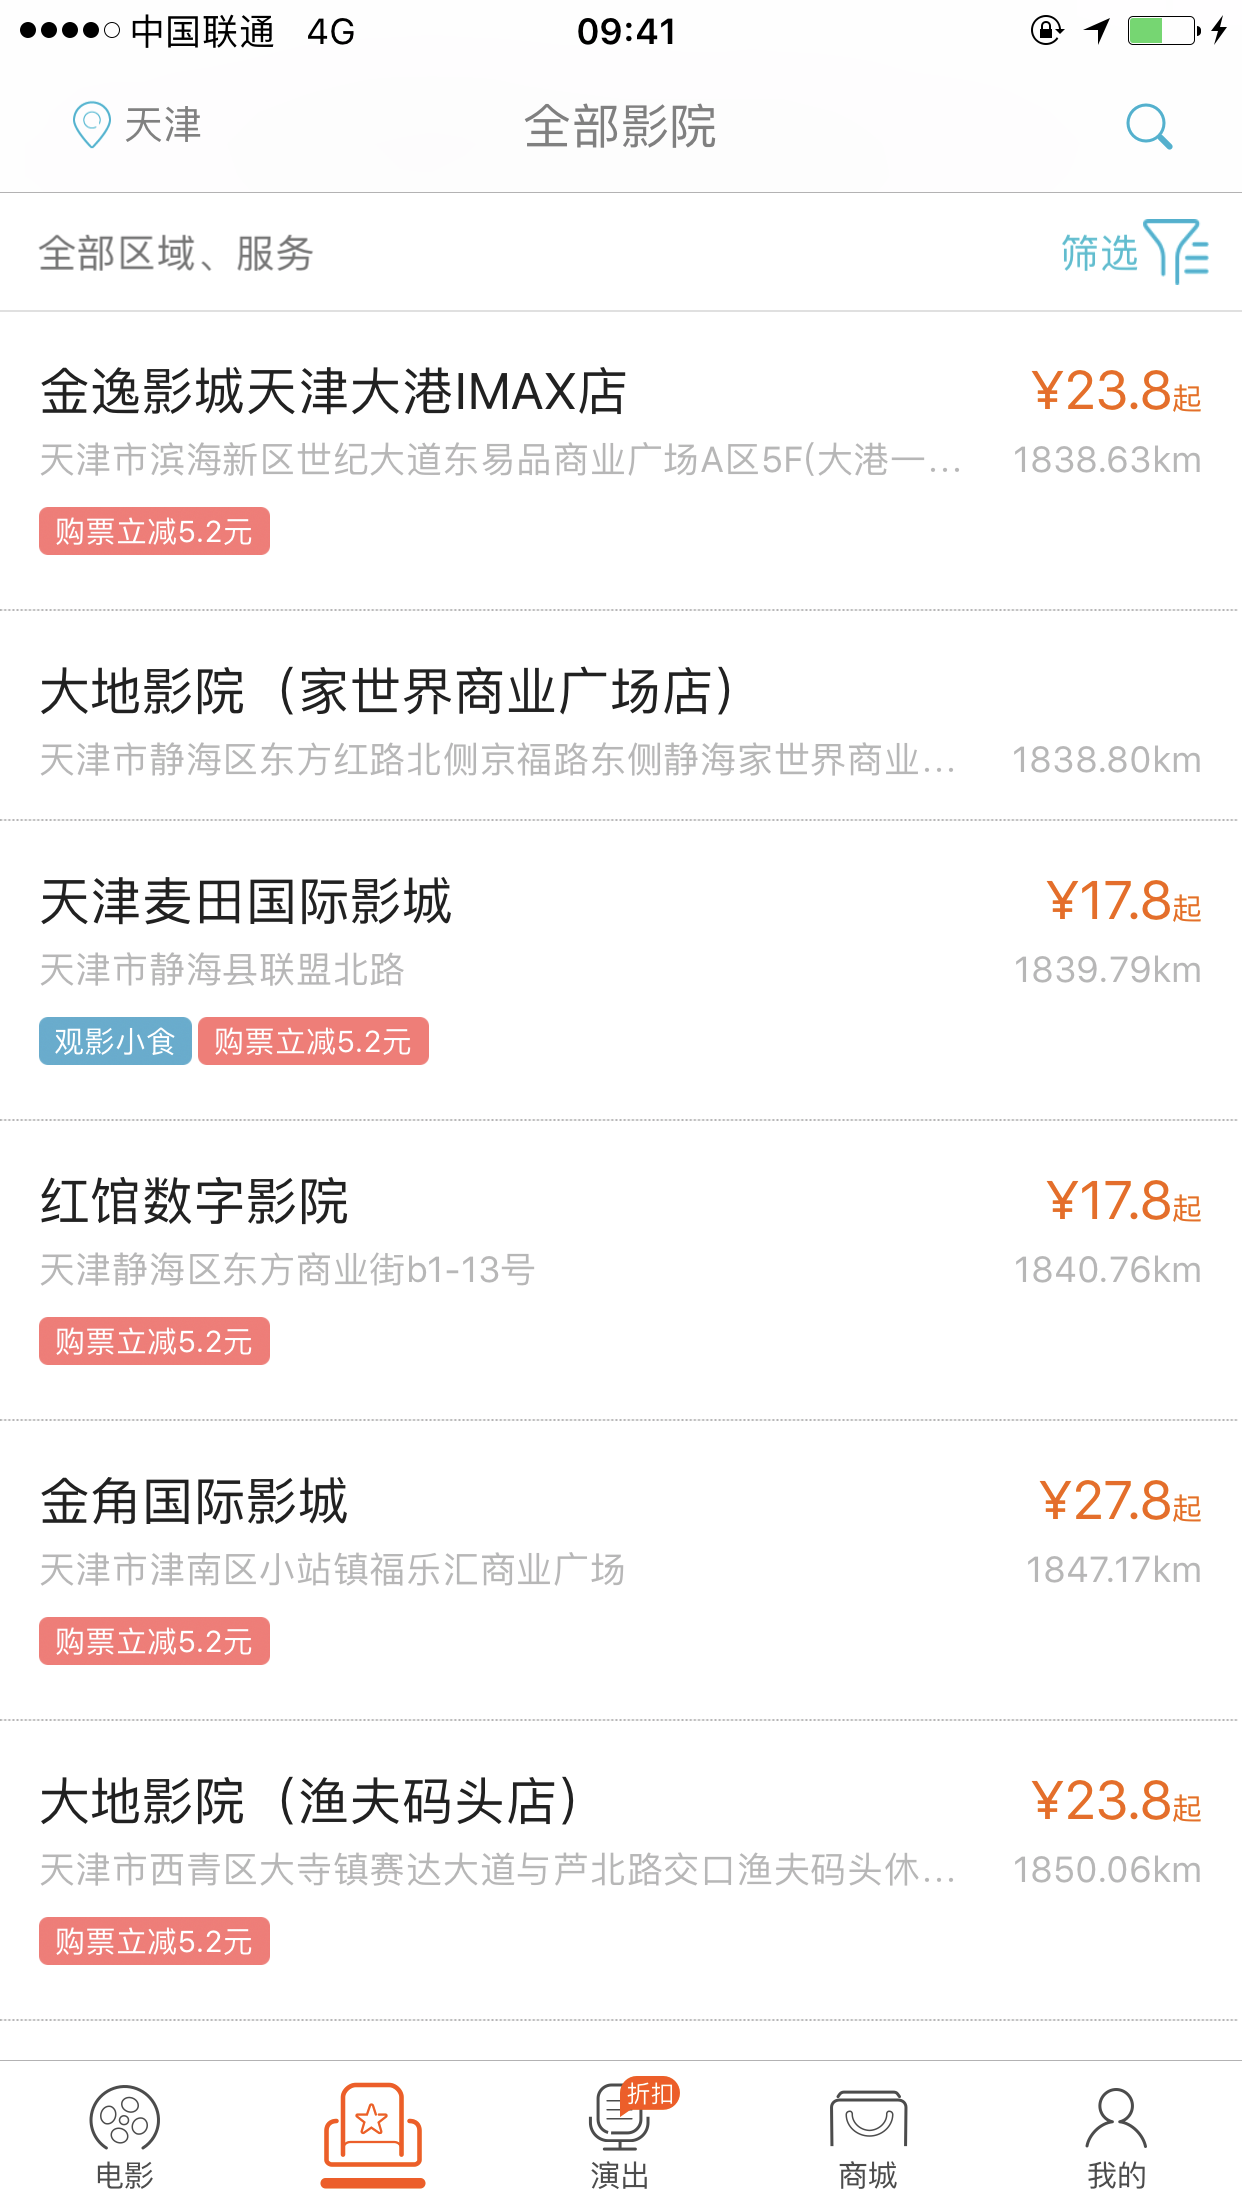 中国联通 4G 09:41
天津 全部影院
全部区域、服务 筛选
金逸影城天津大港IMAX店 ¥23.8起
天津市滨海新区世纪大道东易品商业广场A区5F(大港一... 1838.63km
购票立减5.2元
大地影院（家世界商业广场店）
天津市静海区东方红路北侧京福路东侧静海家世界商业... 1838.80km
天津麦田国际影城 ¥17.8起
天津市静海县联盟北路 1839.79km
观影小食 购票立减5.2元
红馆数字影院 ¥17.8起
天津静海区东方商业街b1-13号 1840.76km
购票立减5.2元
金角国际影城 ¥27.8起
天津市津南区小站镇福乐汇商业广场 1847.17km
购票立减5.2元
大地影院（渔夫码头店） ¥23.8起
天津市西青区大寺镇赛达大道与芦北路交口渔夫码头休... 1850.06km
购票立减5.2元
折扣
电影 演出 商城 我的